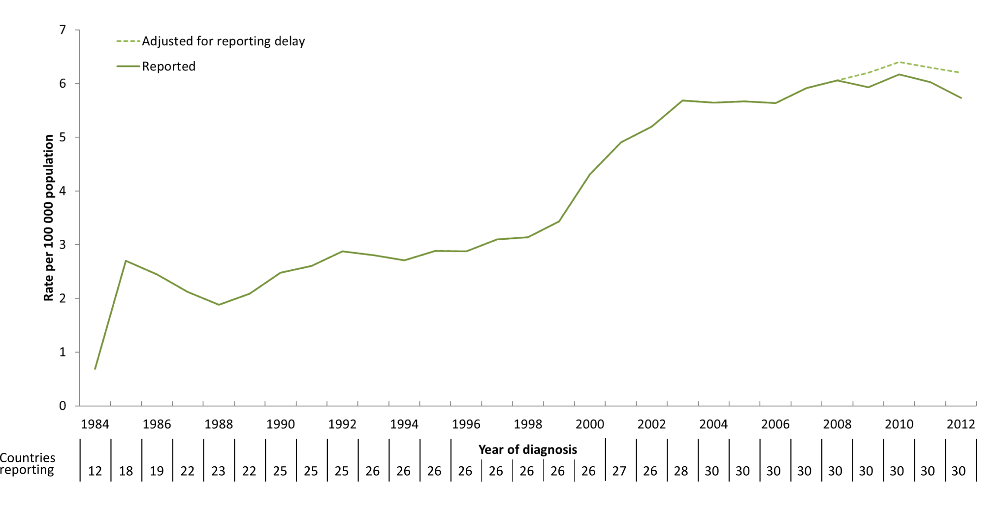 7
Adjusted for reporting delay
Reported
6
5
4
3
2
1
0
Rate per 100 000 population
1984 1986 1988 1990 1992 1994 1996 1998 2000 2002 2004 2006 2008 2010 2012
Year of diagnosis
Countries
reporting
12 18 19 22 23 22 25 25 25 26 26 26 26 26 26 26 26 27 26 28 30 30 30 30 30 30 30 30 30